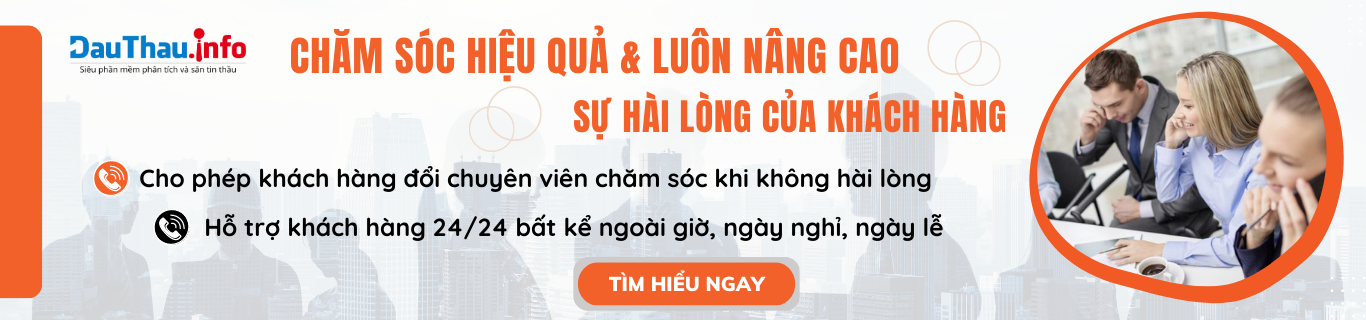 DauThau.info
Siêu phần mềm phân tích và săn tin thầu
CHĂM SÓC HIỆU QUẢ & LUÔN NÂNG CAO
SỰ HÀI LÒNG CỦA KHÁCH HÀNG
Cho phép khách hàng đổi chuyên viên chăm sóc khi không hài lòng
Hỗ trợ khách hàng 24/24 bất kể ngoài giờ, ngày nghỉ, ngày lễ
TÌM HIỂU NGAY